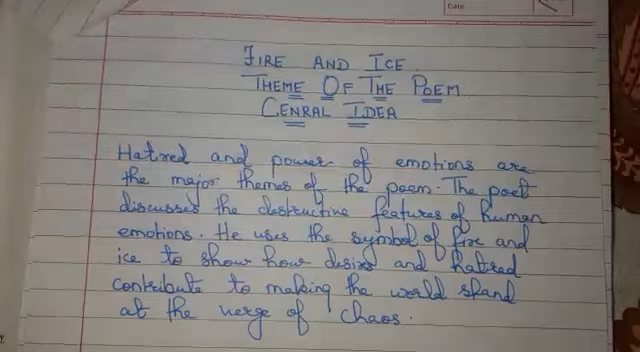 Date
FIRE AND ICE
THEME OF THE POEM
CENRAL IDEA
Hatred and power of emotions are
the major themes of the poem. The poet
discusses the destructive features of human
emotions. He uses the symbol of fire and
ice to show how desire and hatred
contribute to making the world stand
at the verge of chaos.